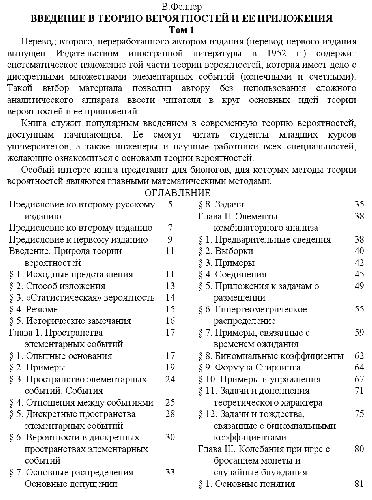 В.Феллер
ВВЕДЕНИЕ В ТЕОРИЮ ВЕРОЯТНОСТЕЙ И ЕЕ ПРИЛОЖЕНИЯ
Том 1
Перевод второго, переработанного автором издания (перевод первого издания
выпущен Издательством иностранной литературы в 1952 г.) содержит
систематическое изложение той части теории вероятностей, которая имеет дело с
дискретными множествами элементарных событий (конечными и счетными).
Такой выбор материала позволил автору без использования сложного
аналитического аппарата ввести читателя в круг основных идей теории
вероятностей и ее приложений.
Книга служит популярным введением в современную теорию вероятностей,
доступным начинающим. Ее смогут читать студенты младших курсов
университетов, а также инженеры и научные работники всех специальностей,
желающие ознакомиться с основами теории вероятностей.
Особый интерес книга представит для биологов, для которых методы теории
вероятностей являются главными математическими методами.
ОГЛАВЛЕНИЕ
Предисловие ко второму русскому 5
изданию
Предисловие ко второму изданию 7
Предисловие к первому изданию 9
Введение. Природа теории 11
вероятностей
§ 1. Исходные представления 11
§ 2. Способ изложения 13
§ 3. «Статистическая» вероятность 14
§ 4. Резюме 15
§ 5. Исторические замечания 16
Глава I. Пространства 17
элементарных событий
§ 1. Опытные основания 17
§ 2. Примеры 19
§ 3. Пространство элементарных 24
событий. События
§ 4. Отношения между событиями 25
§ 5. Дискретные пространства 28
элементарных событий
§ 6. Вероятности в дискретных 30
пространствах элементарных
событий
§ 7. Основные распределения 33
Основные допущения
§ 8. Задачи 35
Глава II. Элементы 38
комбинаторного анализа
§ 1. Предварительные сведения 38
§ 2. Выборки 40
§ 3. Примеры 42
§ 4. Соединения 45
§ 5. Приложения к задачам о 49
размещении
§ 6. Гипергеометрическое 55
распределение
§ 7. Примеры, связанные с 59
временем ожидания
§ 8. Биномиальные коэффициенты 62
§ 9. Формула Стирлинга 64
§ 10. Примеры и упражнения 67
§ 11. Задачи и дополнения 71
теоретического характера
§ 12. Задачи и тождества, 75
связанные с биномиальными
коэффициентами
Глава III. Колебания при игре с 80
бросанием монеты и
случайные блуждания
§ 1. Основные понятия 81